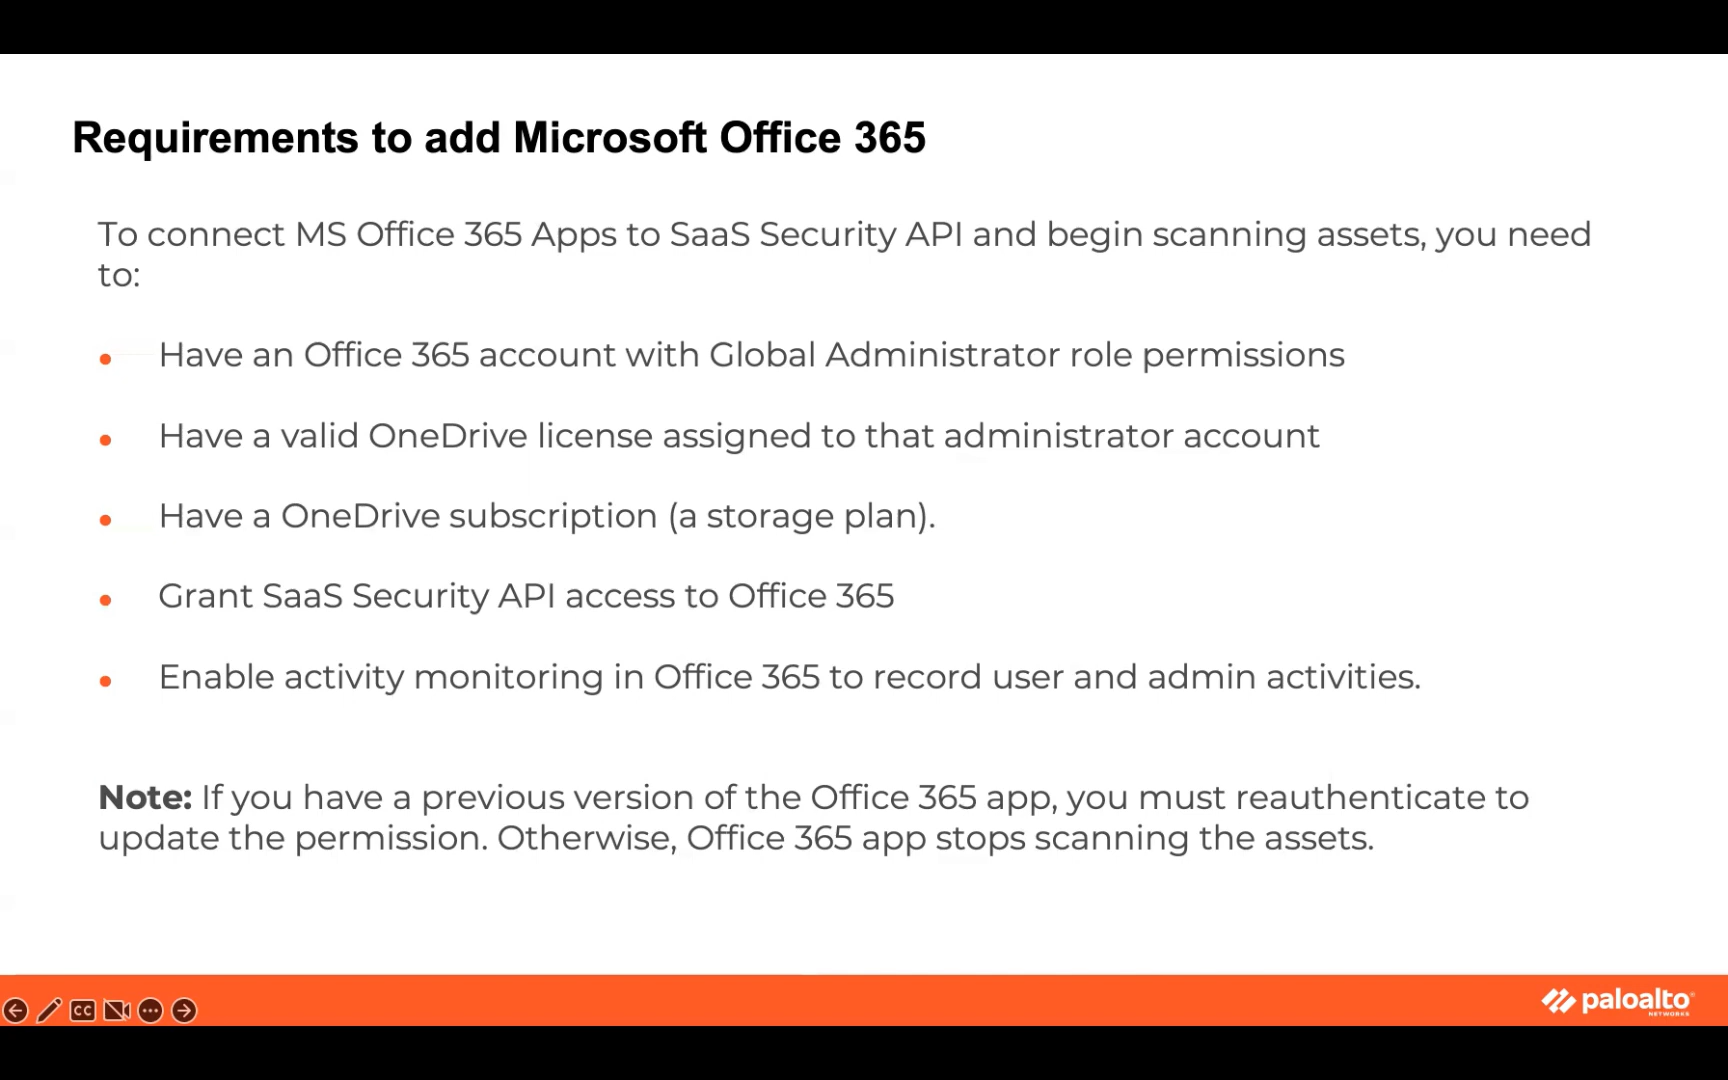 Requirements to add Microsoft Office 365
To connect MS Office 365 Apps to SaaS Security API and begin scanning assets, you need
to:
• Have an Office 365 account with Global Administrator role permissions
• Have a valid OneDrive license assigned to that administrator account
• Have a OneDrive subscription (a storage plan).
• Grant SaaS Security API access to Office 365
• Enable activity monitoring in Office 365 to record user and admin activities.
Note: If you have a previous version of the Office 365 app, you must reauthenticate to
update the permission. Otherwise, Office 365 app stops scanning the assets.
CC
paloalto
NETWORKS